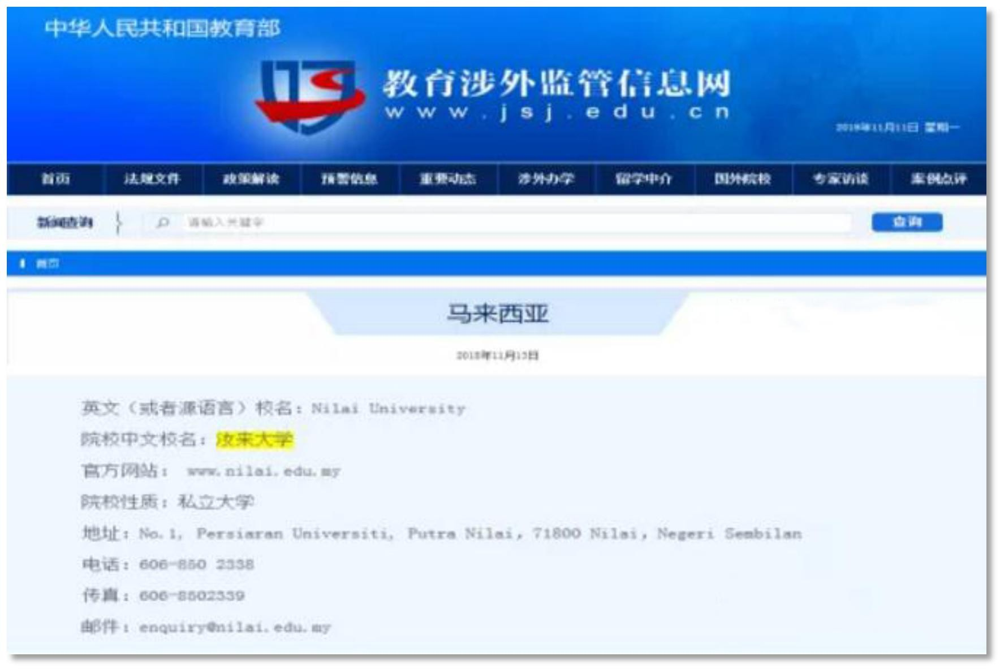 中华人民共和国教育部
教育涉外监管信息网
www.jsj.edu.cn
2019年11月11日 星期一
首页 法规文件 政策解读 预警信息 重要动态 涉外办学 留学中介 国外院校 专家访谈 案例点评
新闻查询 请输入关键字 查询
首页
马来西亚
2018年11月13日
英文（或者源语言）校名：Nilai University
院校中文校名：汝来大学
官方网站： www.nilai.edu.my
院校性质：私立大学
地址：No.1, Persiaran Universiti, Putra Nilai, 71800 Nilai, Negeri Sembilan
电话：606-850 2338
传真：606-8502339
邮件：enquiry@nilai.edu.my